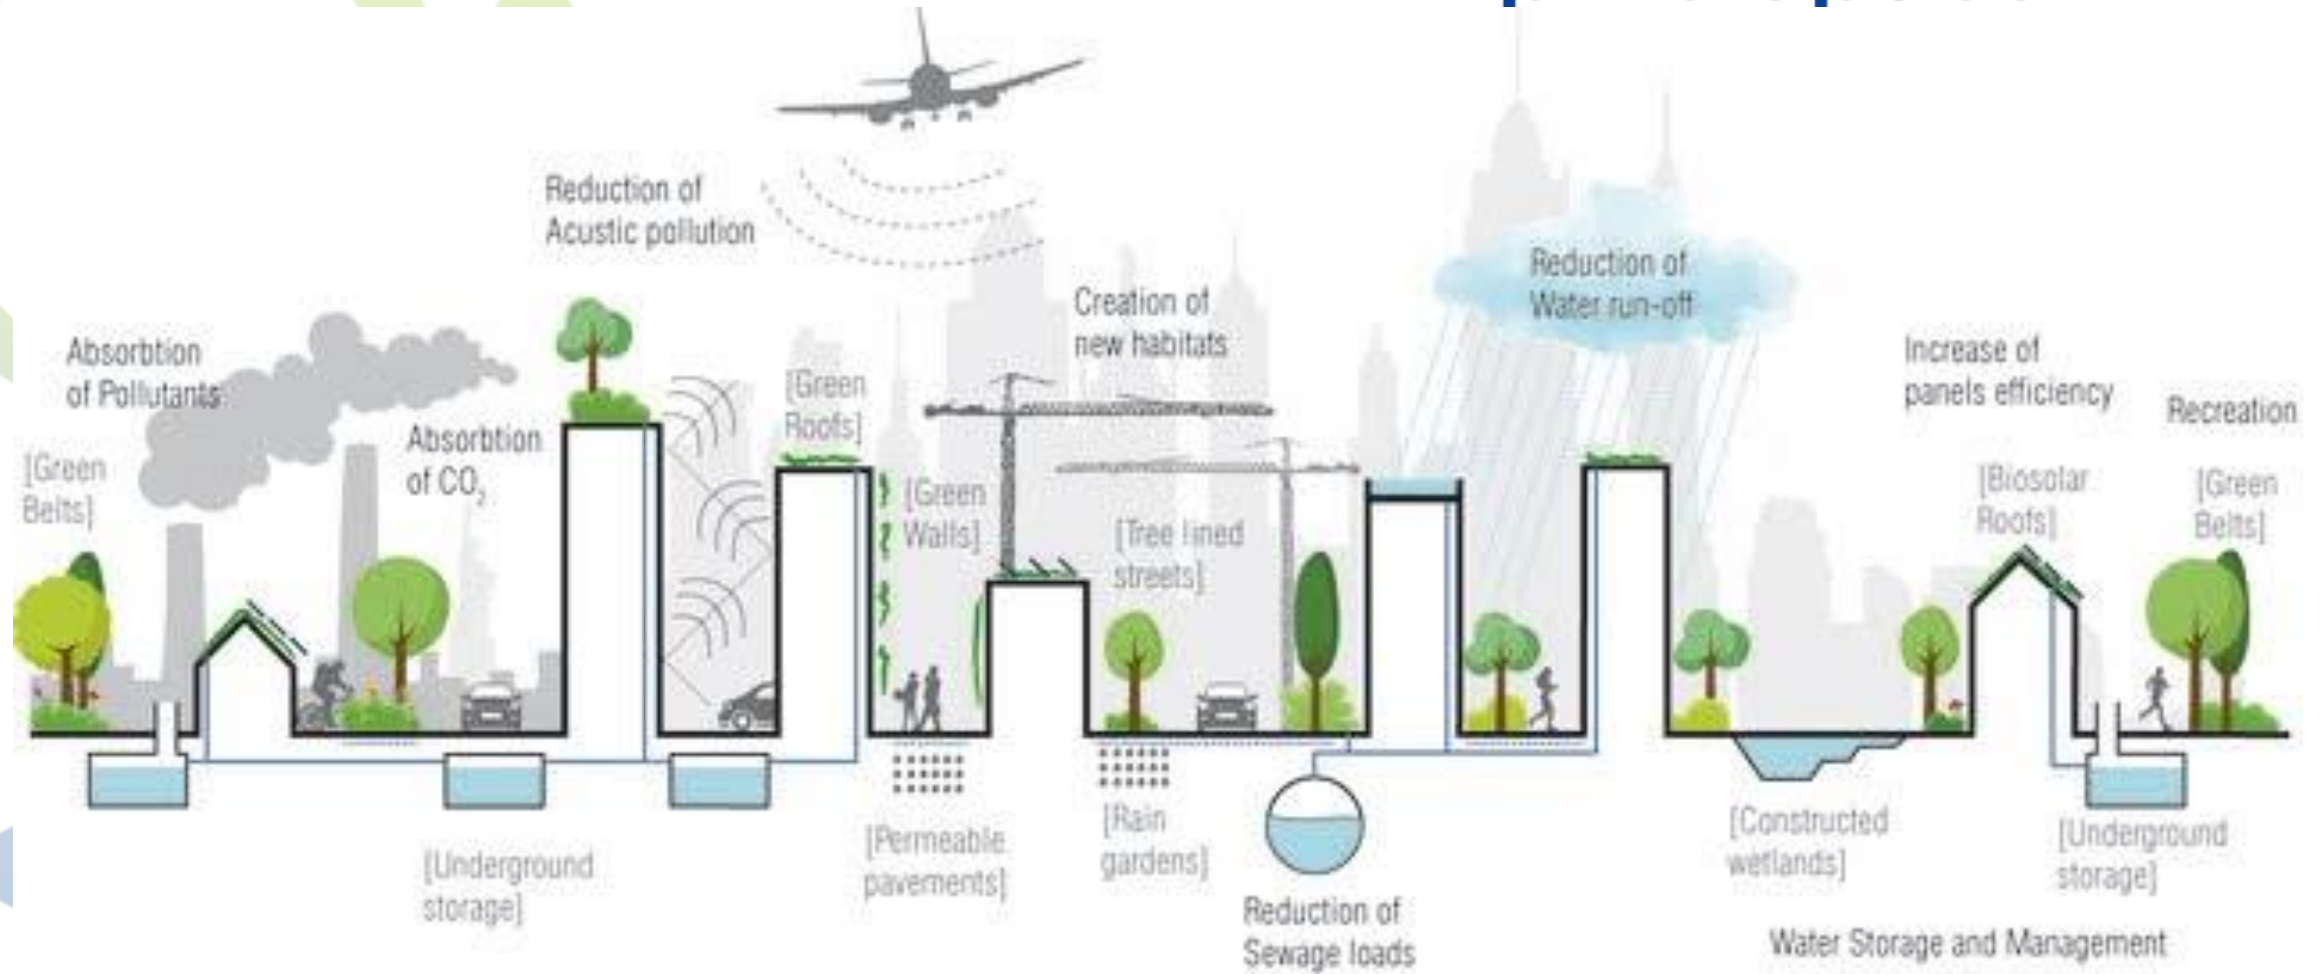 Reduction of
Acustic pollution
Absorbtion
of Pollutants
Absorbtion
of CO2
[Green
Belts]
[Green
Roofs]
[Green
Walls]
Creation of
new habitats
[Tree lined
streets]
Reduction of
Water run-off
Increase of
panels efficiency
Recreation
[Biosolar
Roofs]
[Green
Belts]
[Underground
storage]
[Permeable
pavements]
[Rain
gardens]
Reduction of
Sewage loads
[Constructed
wetlands]
[Underground
storage]
Water Storage and Management